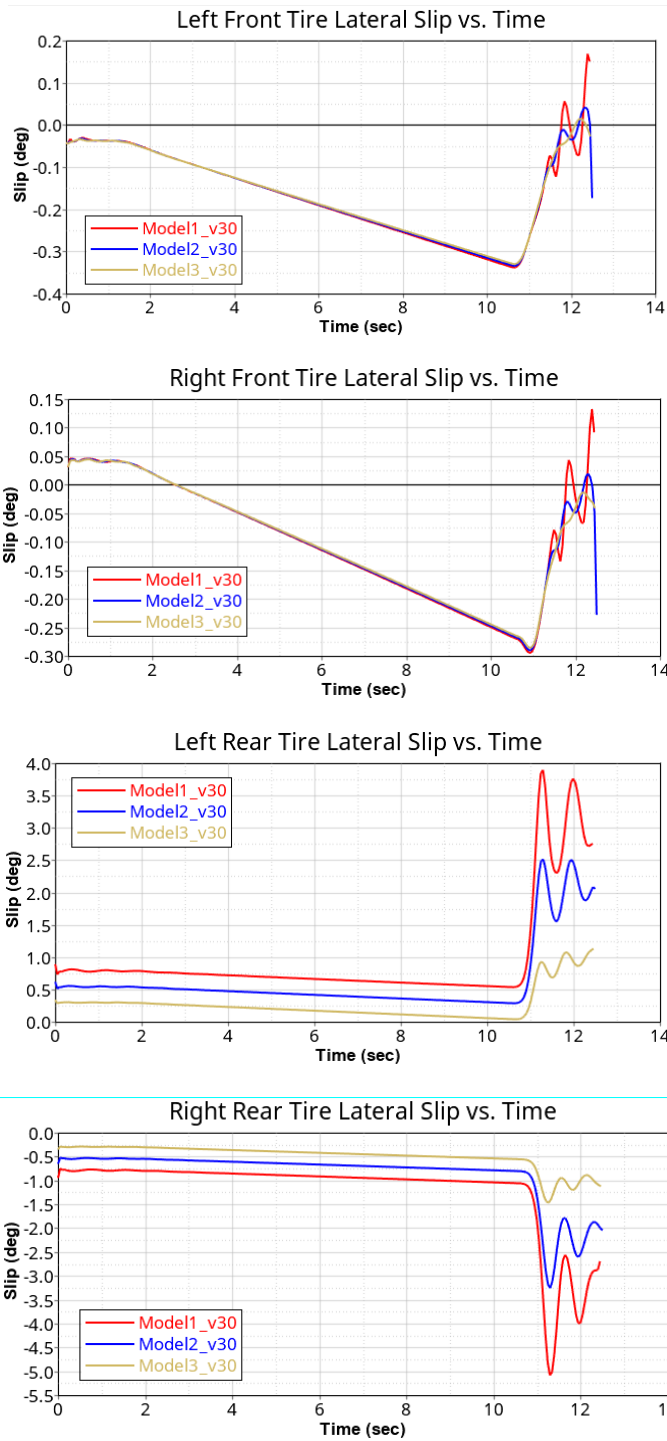 Left Front Tire Lateral Slip vs. Time
0.2
0.1
0.0
-0.1
-0.2
-0.3
-0.4
Slip (deg)
Model1_v30
Model2_v30
Model3_v30
0 2 4 6 8 10 12 14
Time (sec)
Right Front Tire Lateral Slip vs. Time
0.15
0.10
0.05
0.00
-0.05
-0.10
-0.15
-0.20
-0.25
-0.30
Slip (deg)
Model1_v30
Model2_v30
Model3_v30
0 2 4 6 8 10 12 14
Time (sec)
Left Rear Tire Lateral Slip vs. Time
4.0
3.5
3.0
2.5
2.0
1.5
1.0
0.5
0.0
Slip (deg)
Model1_v30
Model2_v30
Model3_v30
0 2 4 6 8 10 12 14
Time (sec)
Right Rear Tire Lateral Slip vs. Time
0.0
-0.5
-1.0
-1.5
-2.0
-2.5
-3.0
-3.5
-4.0
-4.5
-5.0
-5.5
Slip (deg)
Model1_v30
Model2_v30
Model3_v30
0 2 4 6 8 10 12
Time (sec)